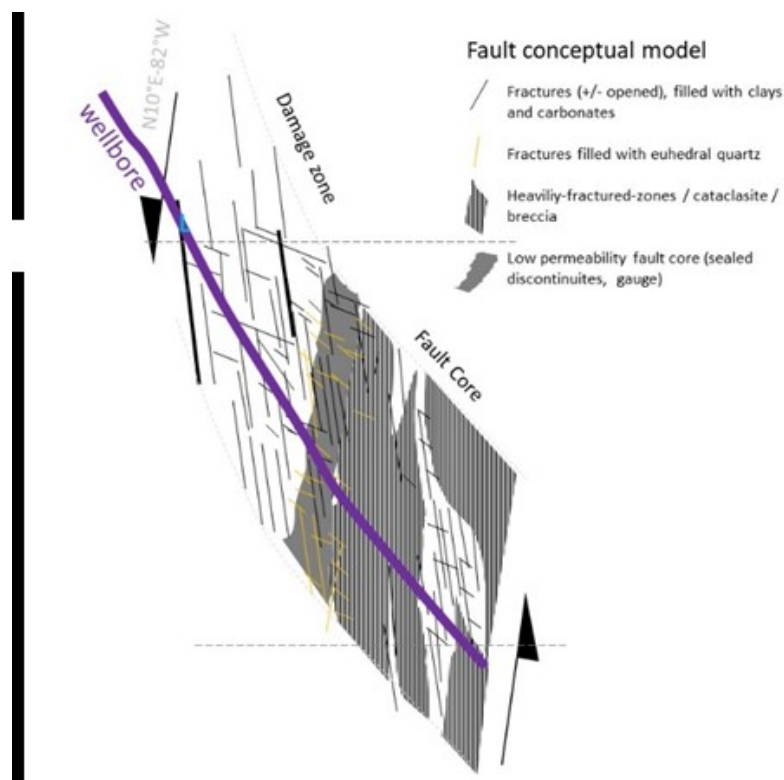 Fault conceptual model
Fractures (+/- opened), filled with clays
and carbonates
Fractures filled with euhedral quartz
Heaviliy-fractured-zones / cataclasite /
breccia
Low permeability fault core (sealed
discontinuites, gauge)
N10°E-82°W
wellbore
Damage zone
Fault Core